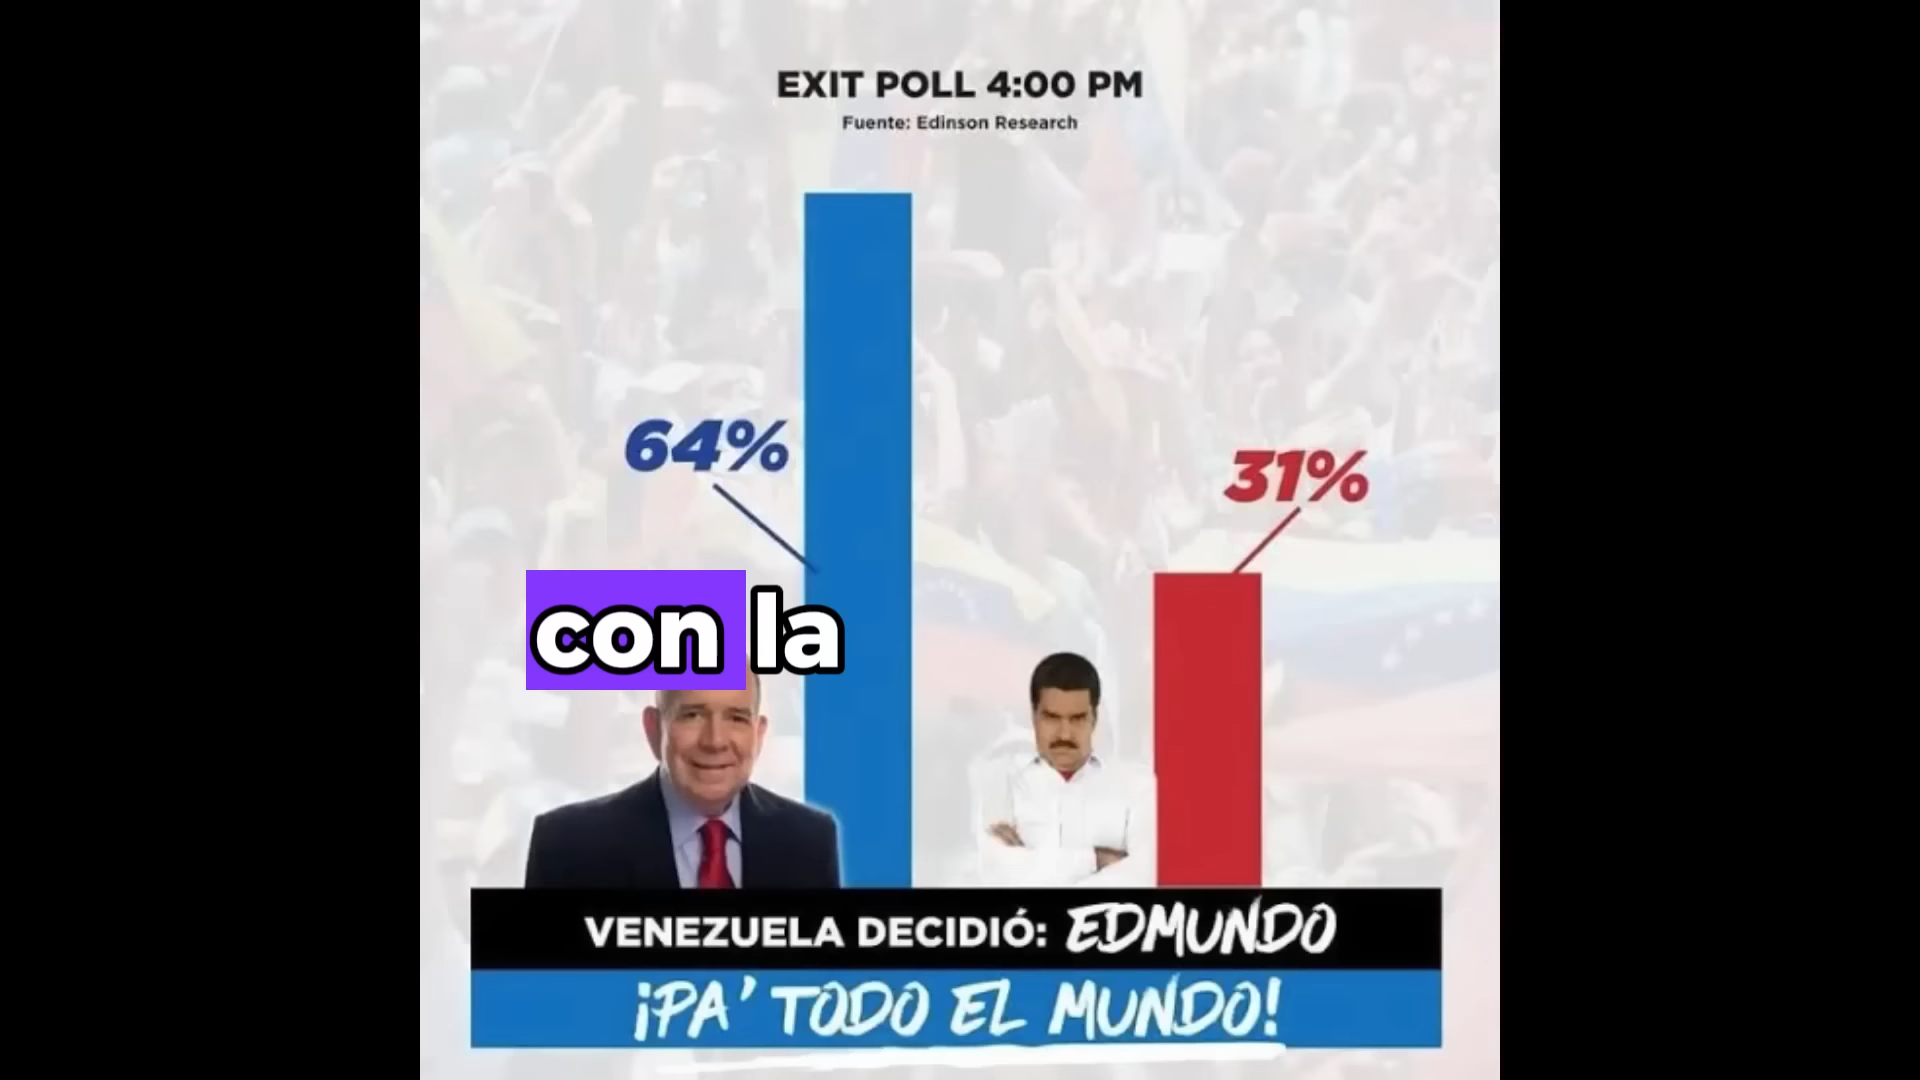 EXIT POLL 4:00 PM
Fuente: Edinson Research
64%
31%
con la
VENEZUELA DECIDIÓ: EDMUNDO
¡PA' TODO EL MUNDO!